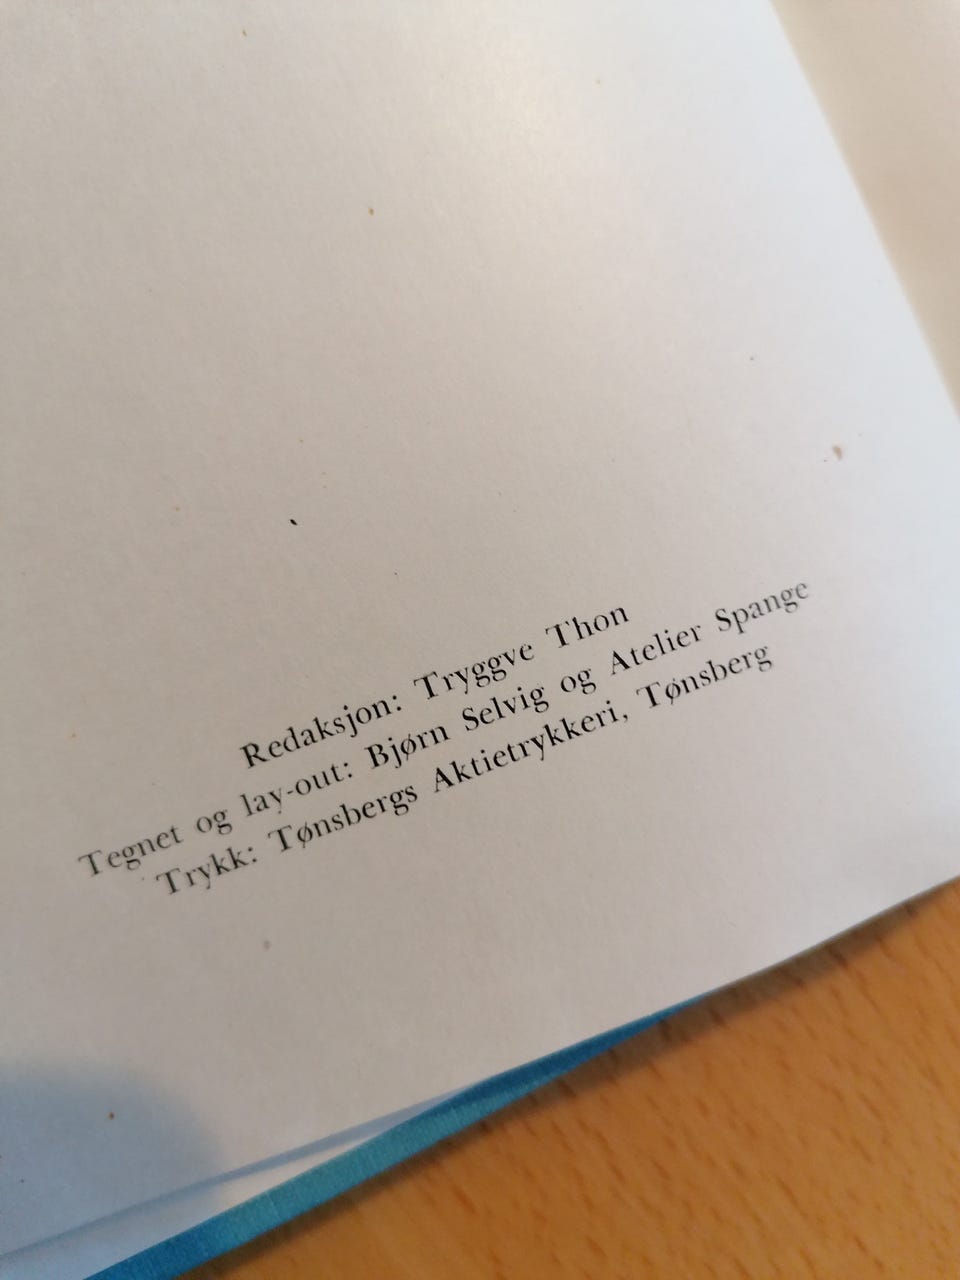 Redaksjon: Tryggve Thon
Tegnet og lay-out: Bjørn Selvig og Atelier Spange
Trykk: Tønsbergs Aktietrykkeri, Tønsberg